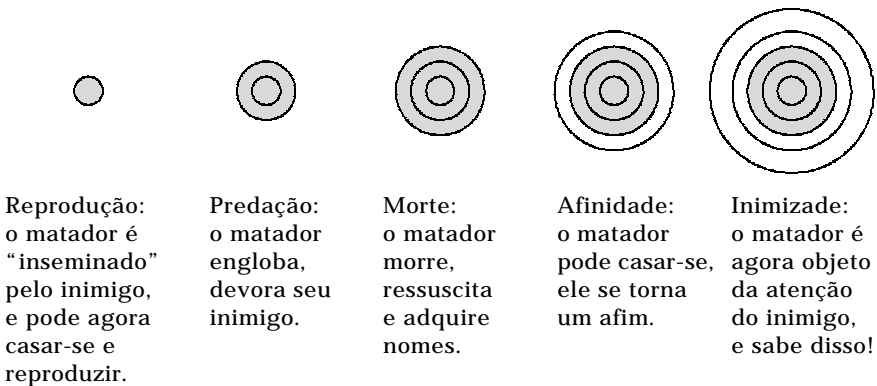 Reprodução:
o matador é
“inseminado”
pelo inimigo,
e pode agora
casar-se e
reproduzir.
Predação:
o matador
engloba,
devora seu
inimigo.
Morte:
o matador
morre,
ressuscita
e adquire
nomes.
Afinidade:
o matador
pode casar-se,
ele se torna
um afim.
Inimizade:
o matador é
agora objeto
da atenção
do inimigo,
e sabe disso!